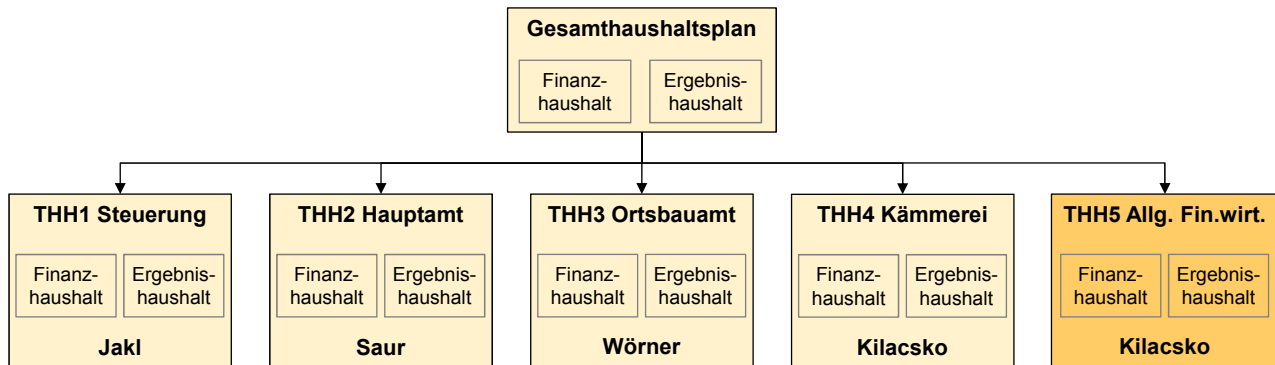 Gesamthaushaltsplan
Finanz-
haushalt
Ergebnis-
haushalt
THH1 Steuerung
Finanz-
haushalt
Ergebnis-
haushalt
Jakl
THH2 Hauptamt
Finanz-
haushalt
Ergebnis-
haushalt
Saur
THH3 Ortsbauamt
Finanz-
haushalt
Ergebnis-
haushalt
Wörner
THH4 Kämmerei
Finanz-
haushalt
Ergebnis-
haushalt
Kilacsko
THH5 Allg. Fin.wirt.
Finanz-
haushalt
Ergebnis-
haushalt
Kilacsko